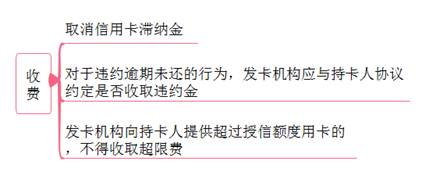 取消信用卡滞纳金
收
费
对于违约逾期未还的行为，发卡机构应与持卡人协议
约定是否收取违约金
发卡机构向持卡人提供超过授信额度用卡的
，不得收取超限费